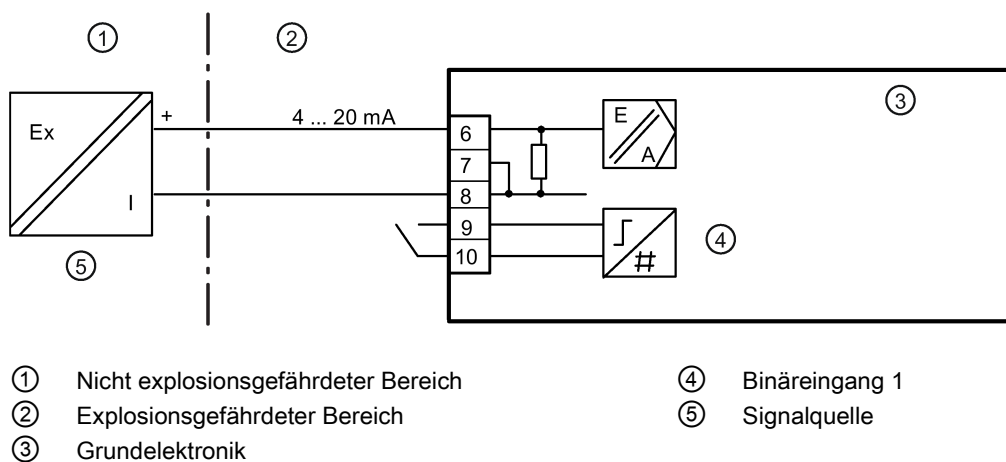 ① ②
③
Ex + 4 ... 20 mA 6 E
7 A
I 8
9
④
10 #
⑤
① Nicht explosionsgefährdeter Bereich ④ Binäreingang 1
② Explosionsgefährdeter Bereich ⑤ Signalquelle
③ Grundelektronik